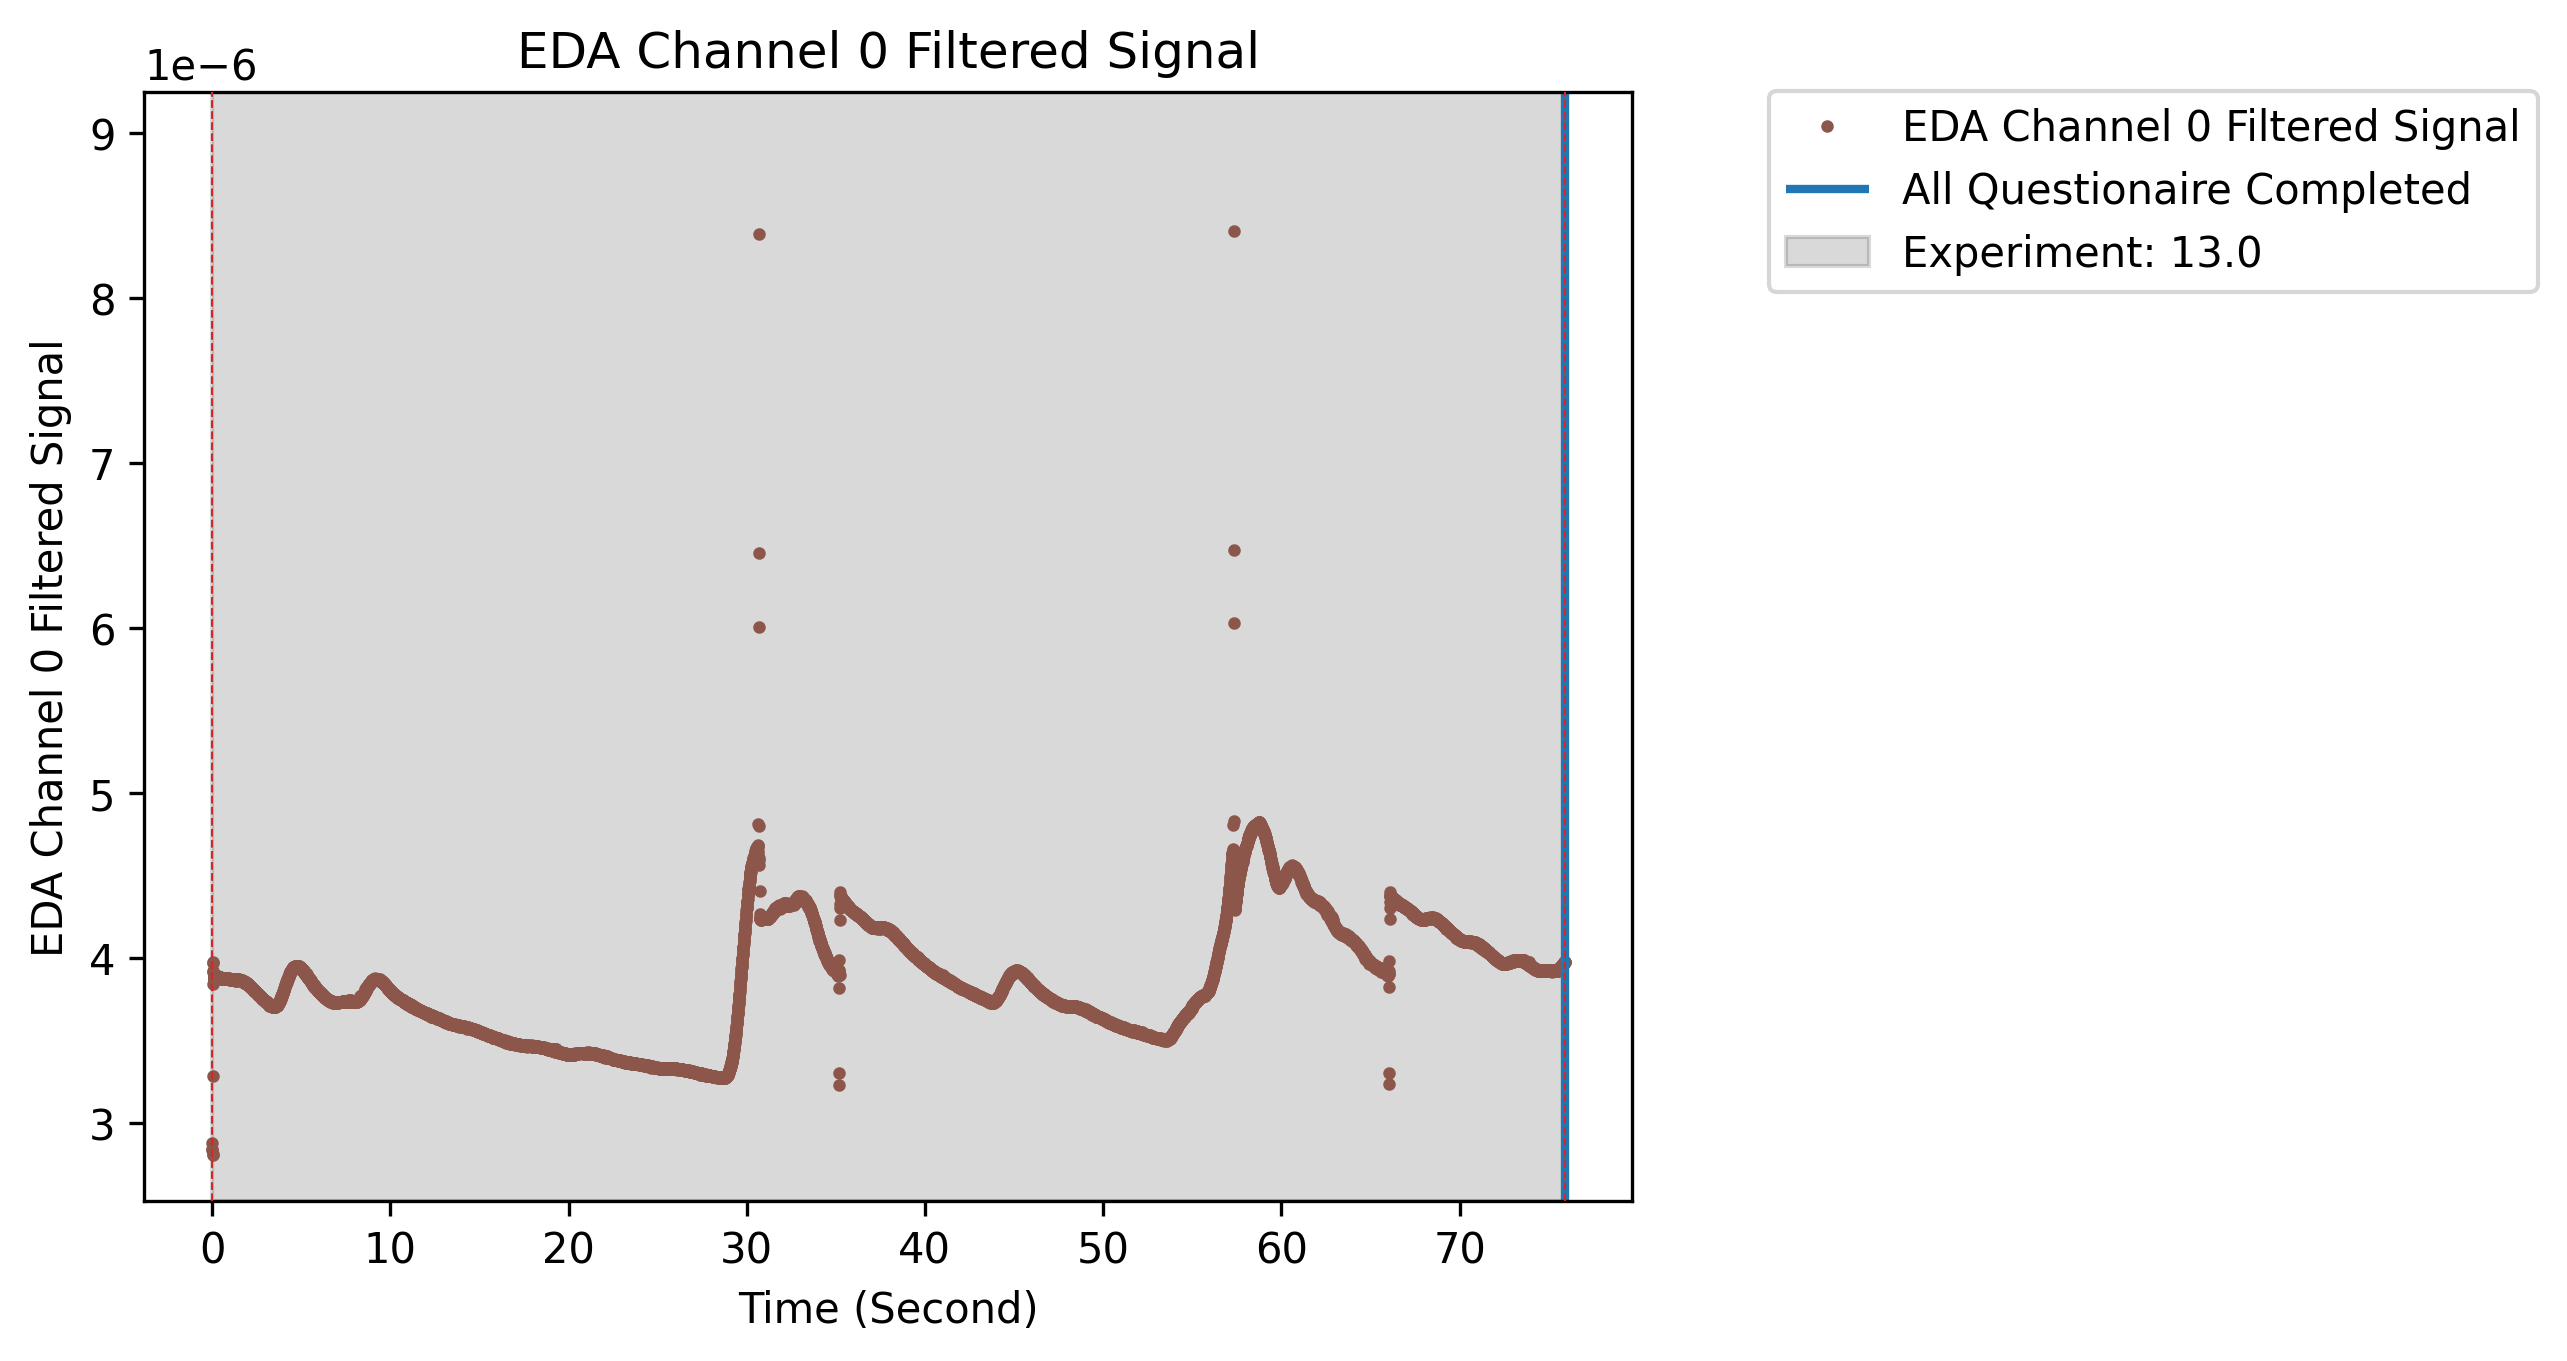 EDA Channel 0 Filtered Signal
1e−6
9
8
7
6
5
4
3
EDA Channel 0 Filtered Signal
0
10
20
30
40
50
60
70
Time (Second)
EDA Channel 0 Filtered Signal
All Questionaire Completed
Experiment: 13.0